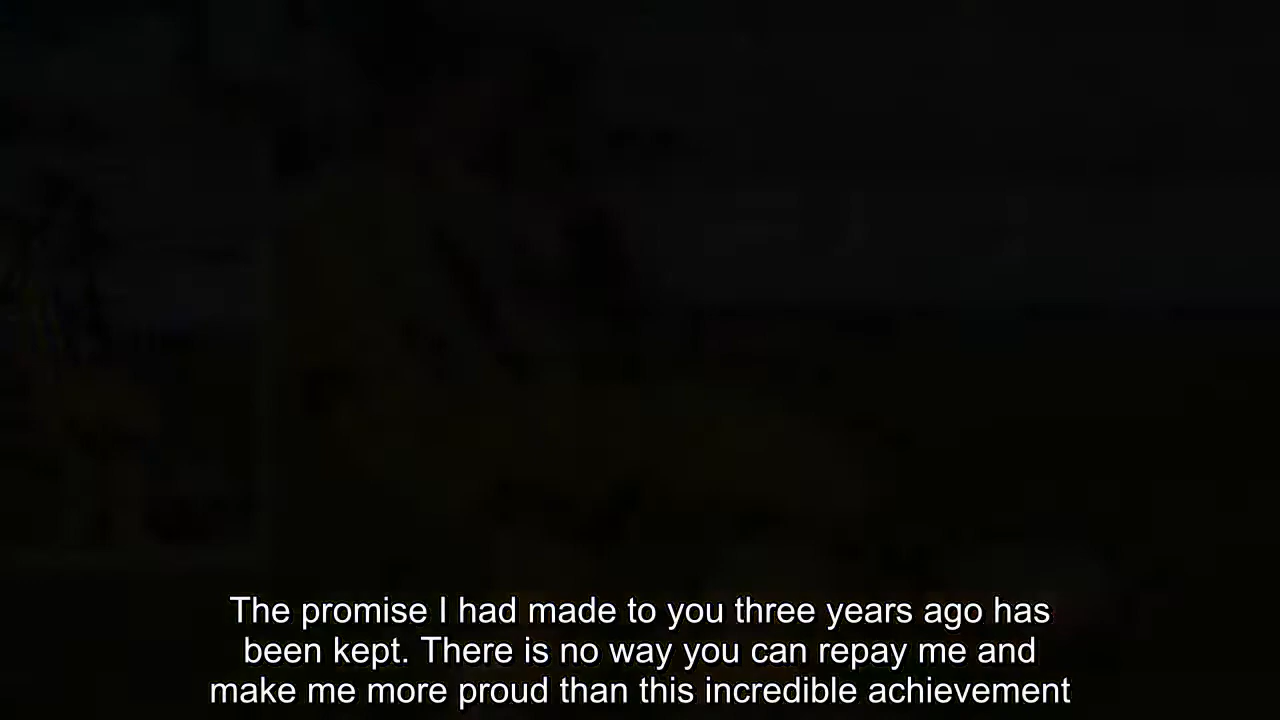 The promise I had made to you three years ago has
been kept. There is no way you can repay me and
make me more proud than this incredible achievement